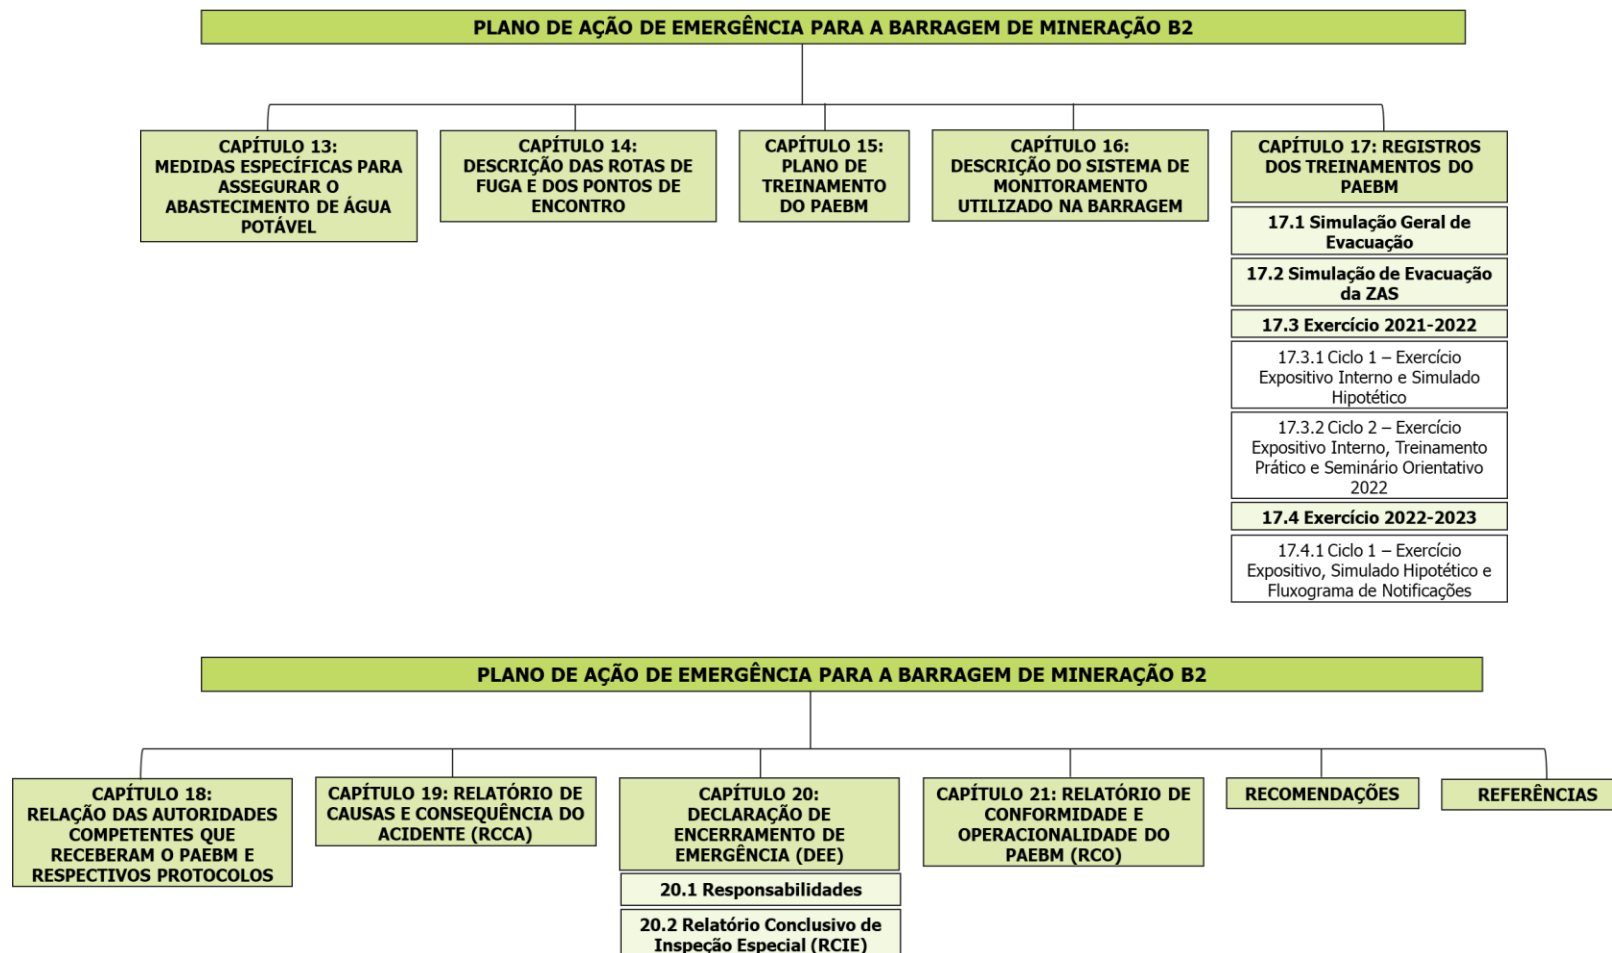 PLANO DE AÇÃO DE EMERGÊNCIA PARA A BARRAGEM DE MINERAÇÃO B2
CAPÍTULO 13:
MEDIDAS ESPECÍFICAS PARA
ASSEGURAR O
ABASTECIMENTO DE ÁGUA
POTÁVEL
CAPÍTULO 14:
DESCRIÇÃO DAS ROTAS DE
FUGA E DOS PONTOS DE
ENCONTRO
CAPÍTULO 15:
PLANO DE
TREINAMENTO
DO PAEBM
CAPÍTULO 16:
DESCRIÇÃO DO SISTEMA DE
MONITORAMENTO
UTILIZADO NA BARRAGEM
CAPÍTULO 17: REGISTROS
DOS TREINAMENTOS DO
PAEBM
17.1 Simulação Geral de
Evacuação
17.2 Simulação de Evacuação
da ZAS
17.3 Exercício 2021-2022
17.3.1 Ciclo 1 – Exercício
Expositivo Interno e Simulado
Hipotético
17.3.2 Ciclo 2 – Exercício
Expositivo Interno, Treinamento
Prático e Seminário Orientativo
2022
17.4 Exercício 2022-2023
17.4.1 Ciclo 1 – Exercício
Expositivo, Simulado Hipotético e
Fluxograma de Notificações
PLANO DE AÇÃO DE EMERGÊNCIA PARA A BARRAGEM DE MINERAÇÃO B2
CAPÍTULO 18:
RELAÇÃO DAS AUTORIDADES
COMPETENTES QUE
RECEBERAM O PAEBM E
RESPECTIVOS PROTOCOLOS
CAPÍTULO 19: RELATÓRIO DE
CAUSAS E CONSEQUÊNCIA DO
ACIDENTE (RCCA)
CAPÍTULO 20:
DECLARAÇÃO DE
ENCERRAMENTO DE
EMERGÊNCIA (DEE)
20.1 Responsabilidades
20.2 Relatório Conclusivo de
Inspeção Especial (RCIE)
CAPÍTULO 21: RELATÓRIO DE
CONFORMIDADE E
OPERACIONALIDADE DO
PAEBM (RCO)
RECOMENDAÇÕES
REFERÊNCIAS